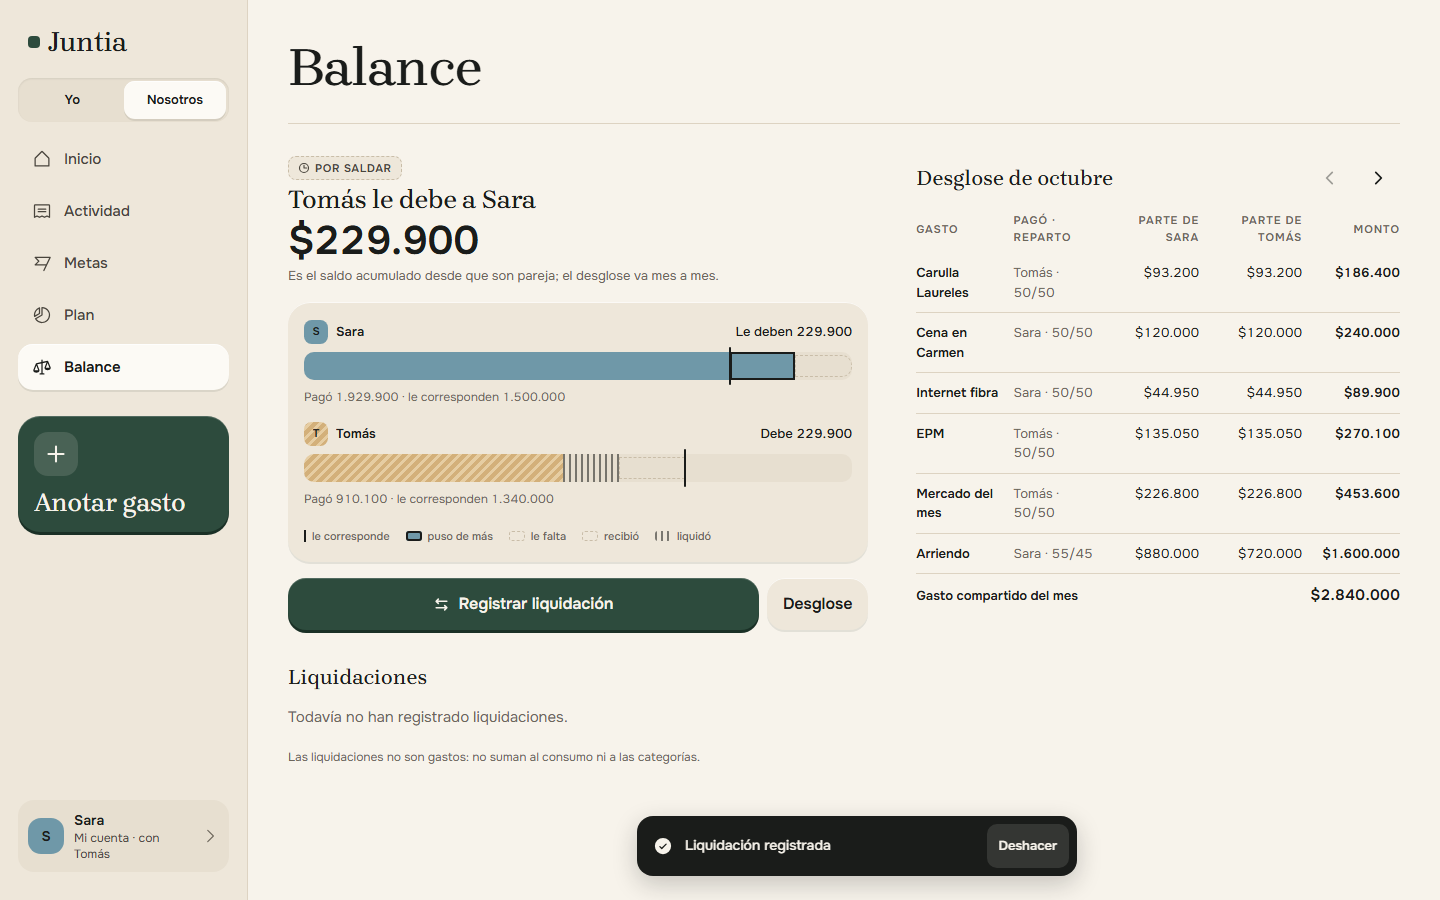 Juntia
Yo
Nosotros
Inicio
Actividad
Metas
Plan
Balance
Anotar gasto
S
Sara
Mi cuenta · con
Tomás
Balance
POR SALDAR
Tomás le debe a Sara
$229.900
Es el saldo acumulado desde que son pareja; el desglose va mes a mes.
S
Sara
Le deben 229.900
Pagó 1.929.900 · le corresponden 1.500.000
T
Tomás
Debe 229.900
Pagó 910.100 · le corresponden 1.340.000
le corresponde
puso de más
le falta
recibió
liquidó
Registrar liquidación
Desglose
Liquidaciones
Todavía no han registrado liquidaciones.
Las liquidaciones no son gastos: no suman al consumo ni a las categorías.
Desglose de octubre
GASTO
PAGÓ ·
REPARTO
PARTE DE
SARA
PARTE DE
TOMÁS
MONTO
Carulla
Laureles
Tomás ·
50/50
$93.200
$93.200
$186.400
Cena en
Carmen
Sara · 50/50
$120.000
$120.000
$240.000
Internet fibra
Sara · 50/50
$44.950
$44.950
$89.900
EPM
Tomás ·
50/50
$135.050
$135.050
$270.100
Mercado del
mes
Tomás ·
50/50
$226.800
$226.800
$453.600
Arriendo
Sara · 55/45
$880.000
$720.000
$1.600.000
Gasto compartido del mes
$2.840.000
Liquidación registrada
Deshacer